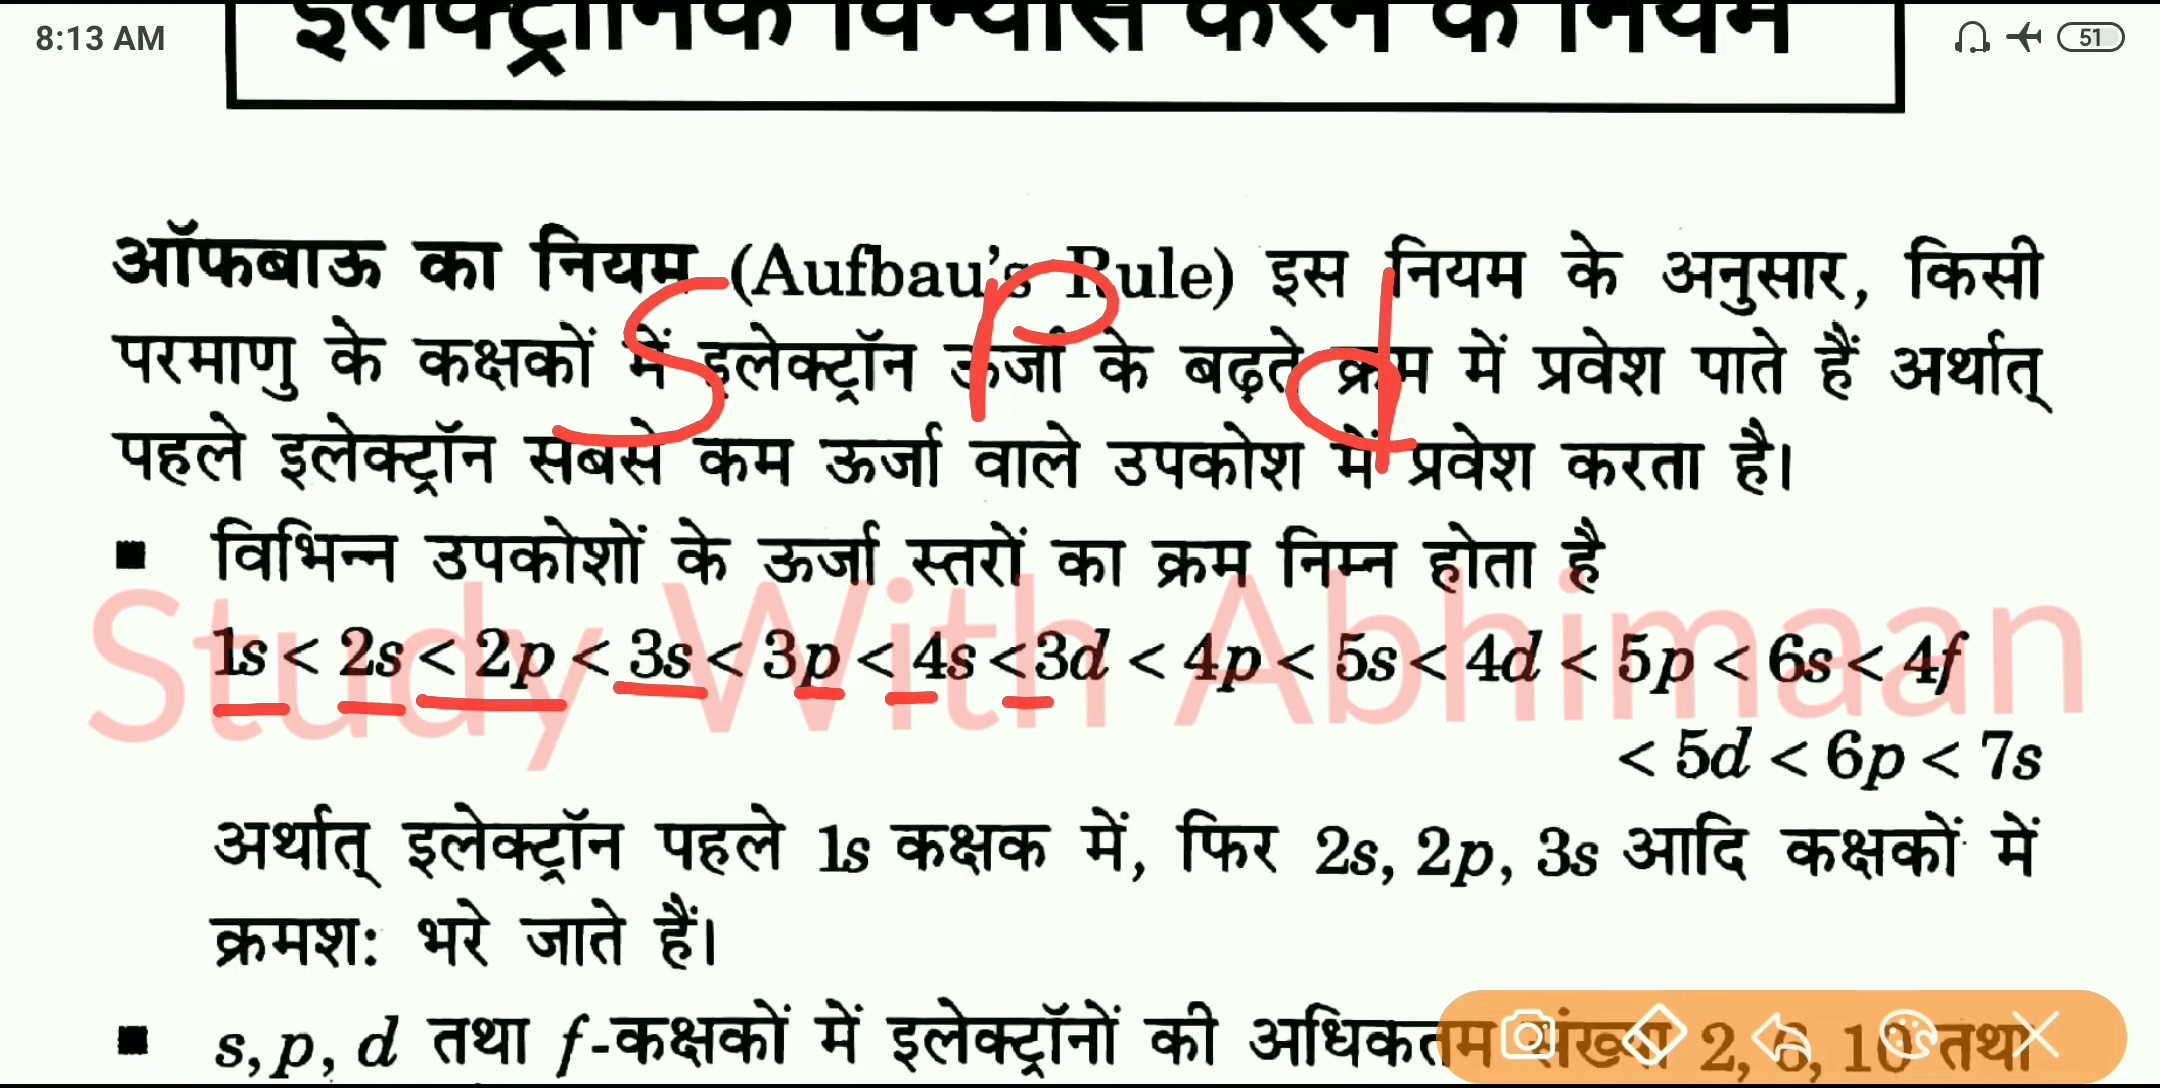 8:13 AM
51
इलेक्ट्रॉनिक विन्यास करने के नियम
ऑफबाऊ का नियम (Aufbau's Rule) इस नियम के अनुसार, किसी
परमाणु के कक्षकों में इलेक्ट्रॉन ऊर्जा के बढ़ते क्रम में प्रवेश पाते हैं अर्थात्
पहले इलेक्ट्रॉन सबसे कम ऊर्जा वाले उपकोश में प्रवेश करता है।
S P d
■ विभिन्न उपकोशों के ऊर्जा स्तरों का क्रम निम्न होता है
Study With Abhimaan
1s < 2s < 2p < 3s < 3p < 4s < 3d < 4p < 5s < 4d < 5p < 6s < 4f
< 5d < 6p < 7s
अर्थात् इलेक्ट्रॉन पहले 1s कक्षक में, फिर 2s, 2p, 3s आदि कक्षकों में
क्रमशः भरे जाते हैं।
■ s, p, d तथा f-कक्षकों में इलेक्ट्रॉनों की अधिकतम संख्या 2, 6, 10 तथा